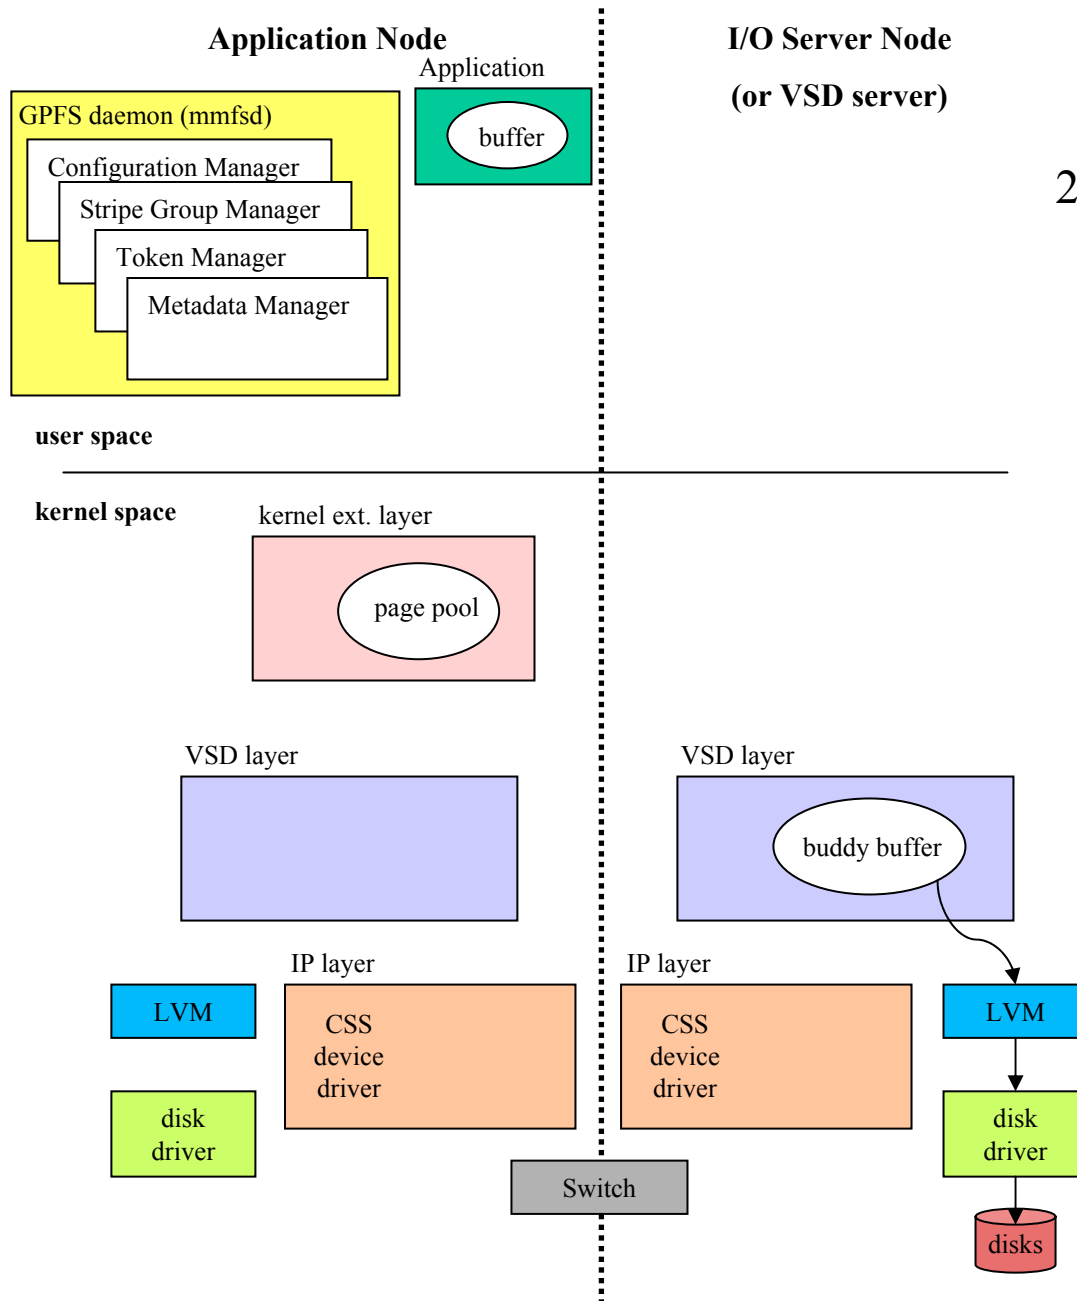 Application Node
I/O Server Node
(or VSD server)
Application
buffer
GPFS daemon (mmfsd)
Configuration Manager
Stripe Group Manager
Token Manager
Metadata Manager
2
user space
kernel space
kernel ext. layer
page pool
VSD layer
VSD layer
buddy buffer
IP layer
IP layer
LVM
CSS
device
driver
CSS
device
driver
LVM
disk
driver
disk
driver
Switch
disks